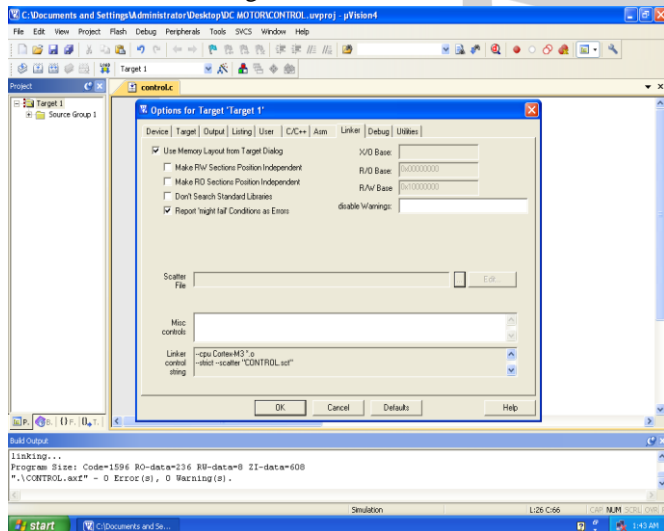 C:\Documents and Settings\Administrator\Desktop\DC MOTOR\CONTROL.uvproj - µVision4
File Edit View Project Flash Debug Peripherals Tools SVCS Window Help
Target 1
Project
control.c
Target 1
Source Group 1
Options for Target 'Target 1'
Device Target Output Listing User C/C++ Asm Linker Debug Utilities
Use Memory Layout from Target Dialog
X/O Base:
Make RW Sections Position Independent
R/O Base: 0x00000000
Make RO Sections Position Independent
R/W Base 0x10000000
Don't Search Standard Libraries
disable Warnings:
Report 'might fail' Conditions as Errors
Scatter
File
Edit...
Misc
controls
Linker
control
string
--cpu Cortex-M3 *.o
--strict --scatter "CONTROL.sct"
OK Cancel Defaults Help
Build Output
linking...
Program Size: Code=1596 RO-data=236 RW-data=8 ZI-data=608
".\CONTROL.axf" - 0 Error(s), 0 Warning(s).
Simulation
L:26 C:66
CAP NUM SCRL OVR
start
C:\Documents and Se...
1:43 AM